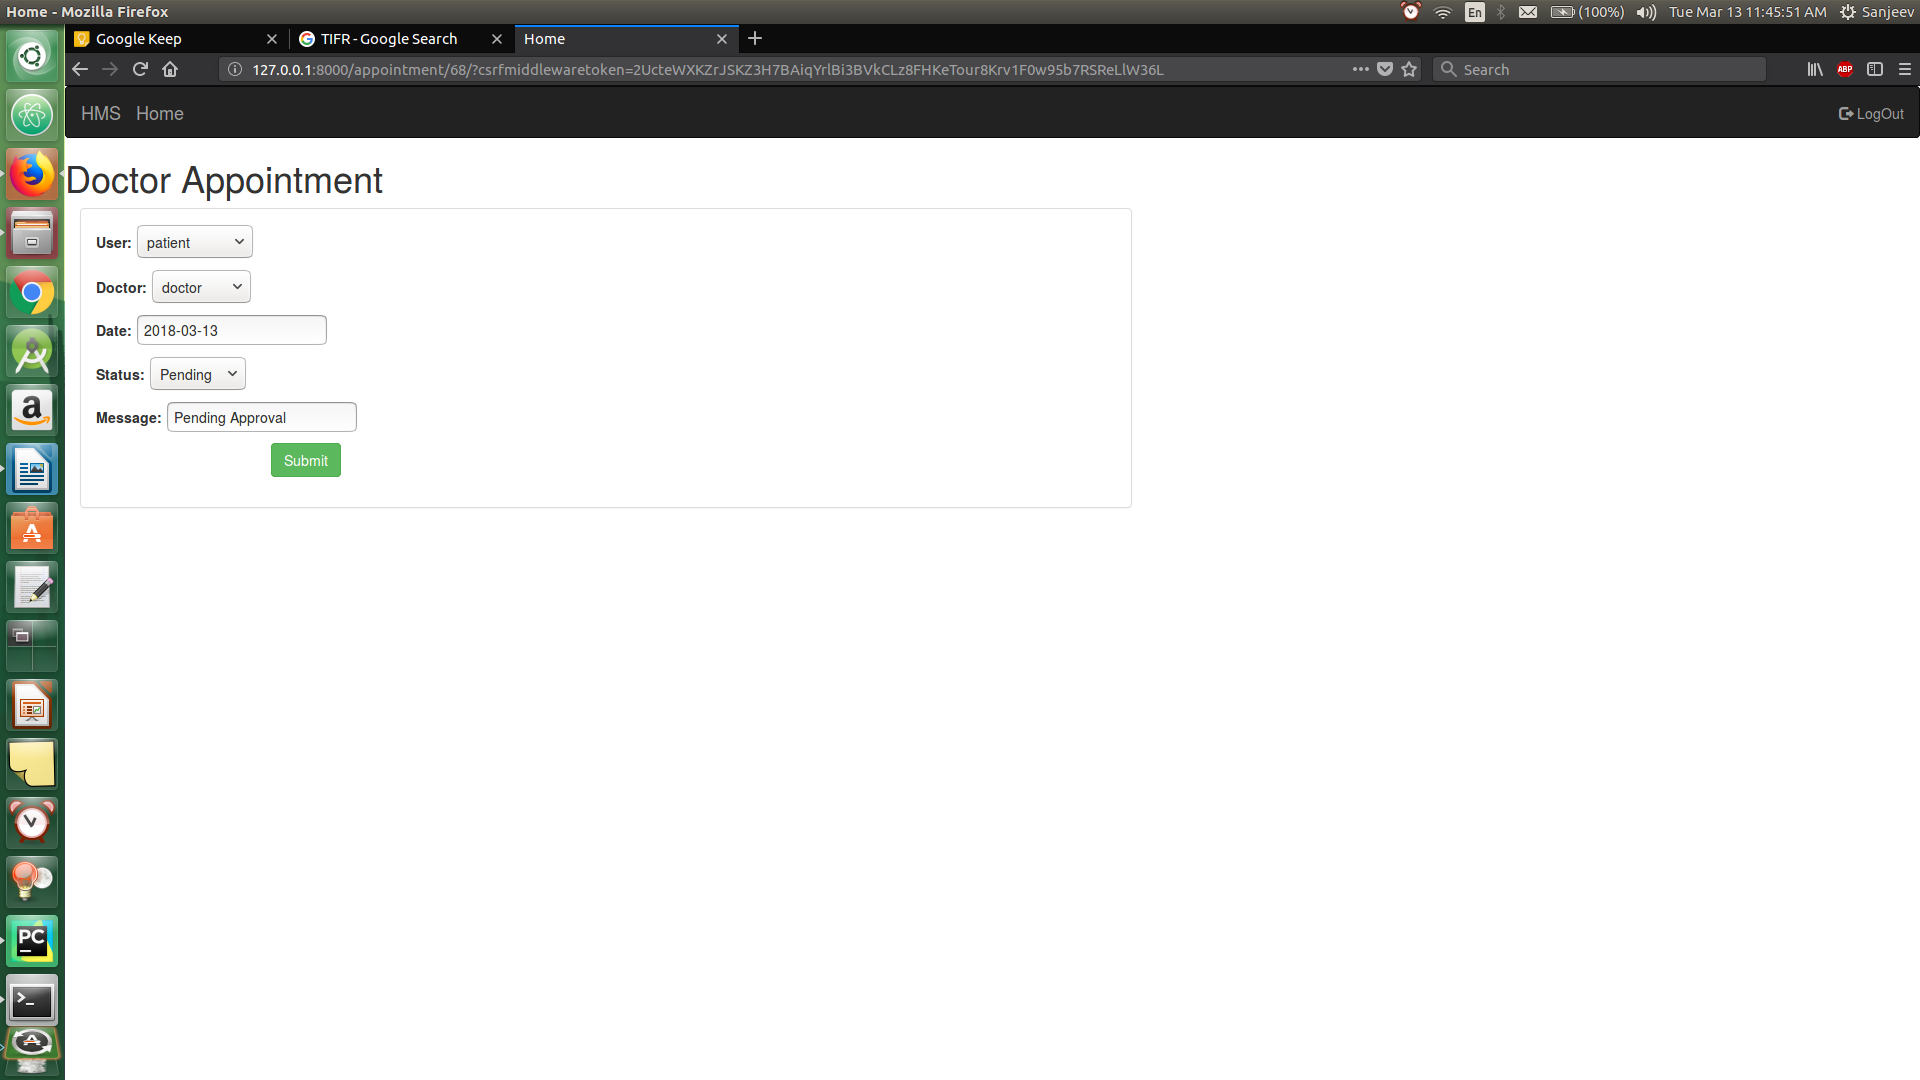 Home - Mozilla Firefox
En
(100%)
Tue Mar 13 11:45:51 AM
Sanjeev
Google Keep
TIFR - Google Search
Home
127.0.0.1:8000/appointment/68/?csrfmiddlewaretoken=2UcteWXKZrJSKZ3H7BAiqYrlBi3BVkCLz8FHKeTour8Krv1F0w95b7RSReLlW36L
Search
ABP
HMS Home
LogOut
Doctor Appointment
User: patient
Doctor: doctor
Date: 2018-03-13
Status: Pending
Message: Pending Approval
Submit
a
A
PC
>_
A